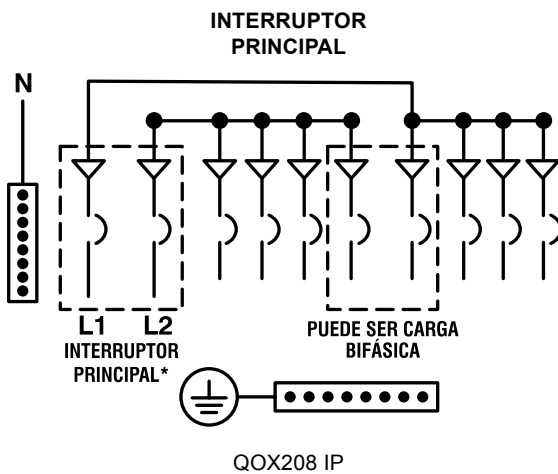 INTERRUPTOR
PRINCIPAL
N
L1 L2
INTERRUPTOR
PRINCIPAL*
PUEDE SER CARGA
BIFÁSICA
QOX208 IP